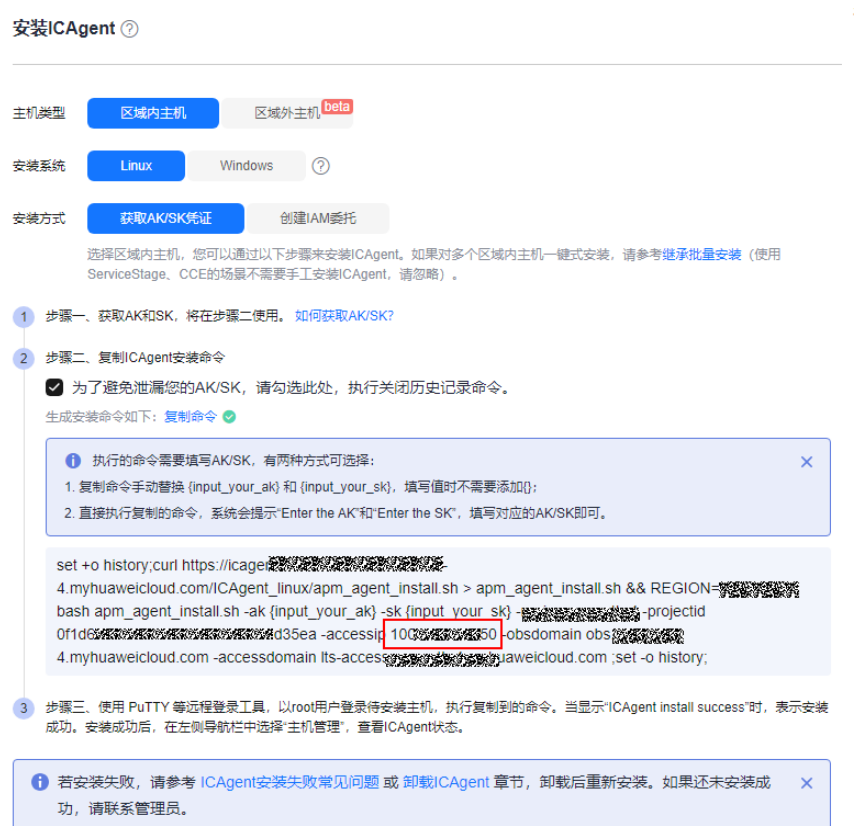 安装ICAgent ?
主机类型 区域内主机 区域外主机 beta
安装系统 Linux Windows ?
安装方式 获取AK/SK凭证 创建IAM委托
选择区域内主机，您可以通过以下步骤来安装ICAgent。如果对多个区域内主机一键式安装，请参考继承批量安装（使用
ServiceStage、CCE的场景不需要手工安装ICAgent，请忽略）。
1 步骤一、获取AK和SK，将在步骤二使用。 如何获取AK/SK?
2 步骤二、复制ICAgent安装命令
为了避免泄漏您的AK/SK，请勾选此处，执行关闭历史记录命令。
生成安装命令如下：复制命令
执行的命令需要填写AK/SK，有两种方式可选择：
1. 复制命令手动替换 {input_your_ak} 和 {input_your_sk}，填写值时不需要添加{};
2. 直接执行复制的命令，系统会提示“Enter the AK”和“Enter the SK”，填写对应的AK/SK即可。
set +o history;curl https://icage
4.myhuaweicloud.com/ICAgent_linux/apm_agent_install.sh > apm_agent_install.sh && REGION=
bash apm_agent_install.sh -ak {input_your_ak} -sk {input_your_sk} - -projectid
0f1d6 d35ea -accessip 100 50 -obsdomain obs.
4.myhuaweicloud.com -accessdomain lts-access uaweicloud.com ;set -o history;
3 步骤三、使用 PuTTY 等远程登录工具，以root用户登录待安装主机，执行复制到的命令。当显示“ICAgent install success”时，表示安装
成功。安装成功后，在左侧导航栏中选择“主机管理”，查看ICAgent状态。
若安装失败，请参考 ICAgent安装失败常见问题 或 卸载ICAgent 章节，卸载后重新安装。如果还未安装成
功，请联系管理员。